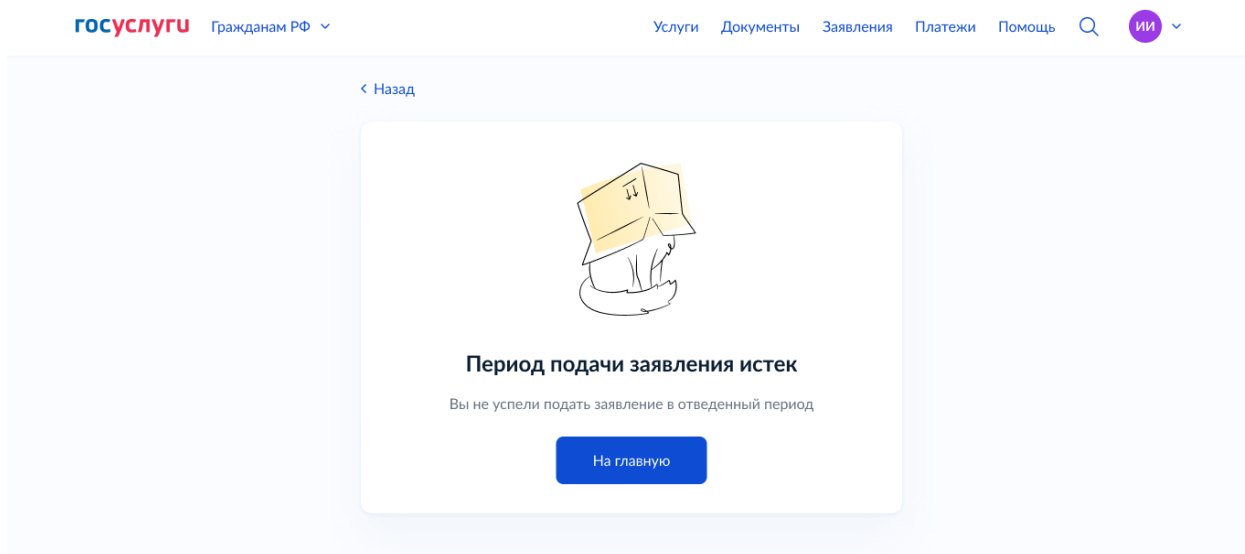 госуслуги Гражданам РФ Услуги Документы Заявления Платежи Помощь ИИ
Назад
Период подачи заявления истек
Вы не успели подать заявление в отведенный период
На главную